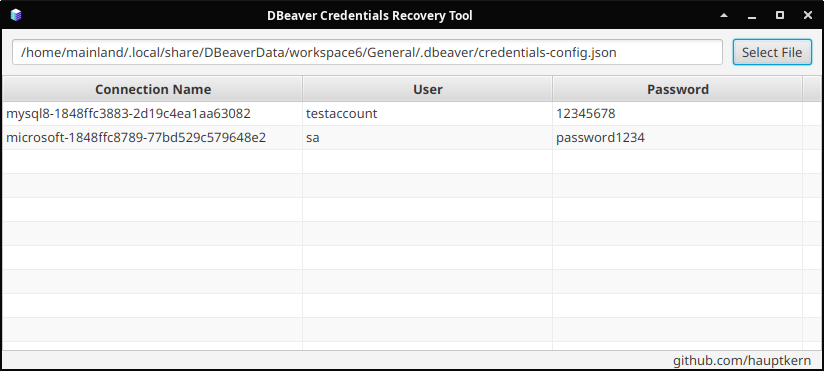 DBeaver Credentials Recovery Tool
/home/mainland/.local/share/DBeaverData/workspace6/General/.dbeaver/credentials-config.json Select File
Connection Name User Password
mysql8-1848ffc3883-2d19c4ea1aa63082 testaccount 12345678
microsoft-1848ffc8789-77bd529c579648e2 sa password1234
github.com/hauptkern